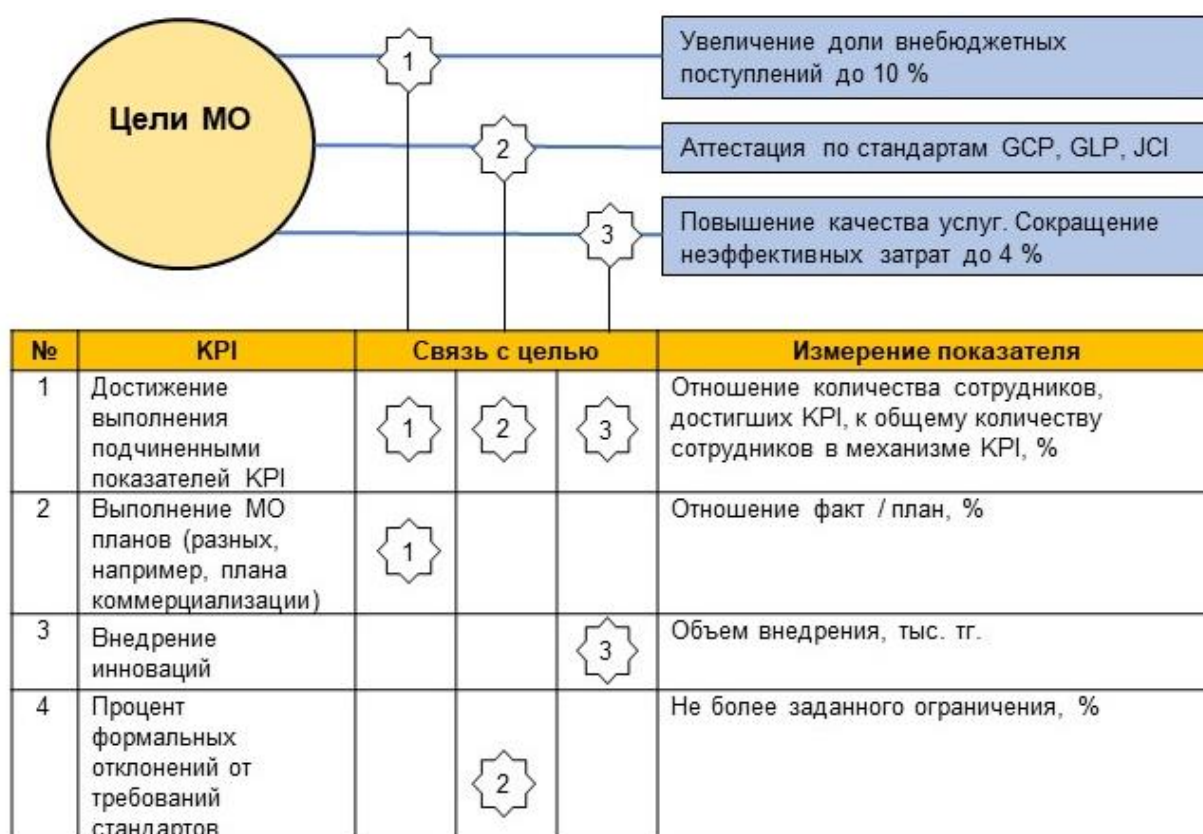 Цели МО
1
Увеличение доли внебюджетных
поступлений до 10 %
2
Аттестация по стандартам GCP, GLP, JCI
3
Повышение качества услуг. Сокращение
неэффективных затрат до 4 %
№ KPI Связь с целью Измерение показателя
1
Достижение
выполнения
подчиненными
показателей KPI
1 2 3
Отношение количества сотрудников,
достигших KPI, к общему количеству
сотрудников в механизме KPI, %
2
Выполнение МО
планов (разных,
например, плана
коммерциализации)
1
Отношение факт / план, %
3
Внедрение
инноваций
3
Объем внедрения, тыс. тг.
4
Процент
формальных
отклонений от
требований
стандартов
2
Не более заданного ограничения, %